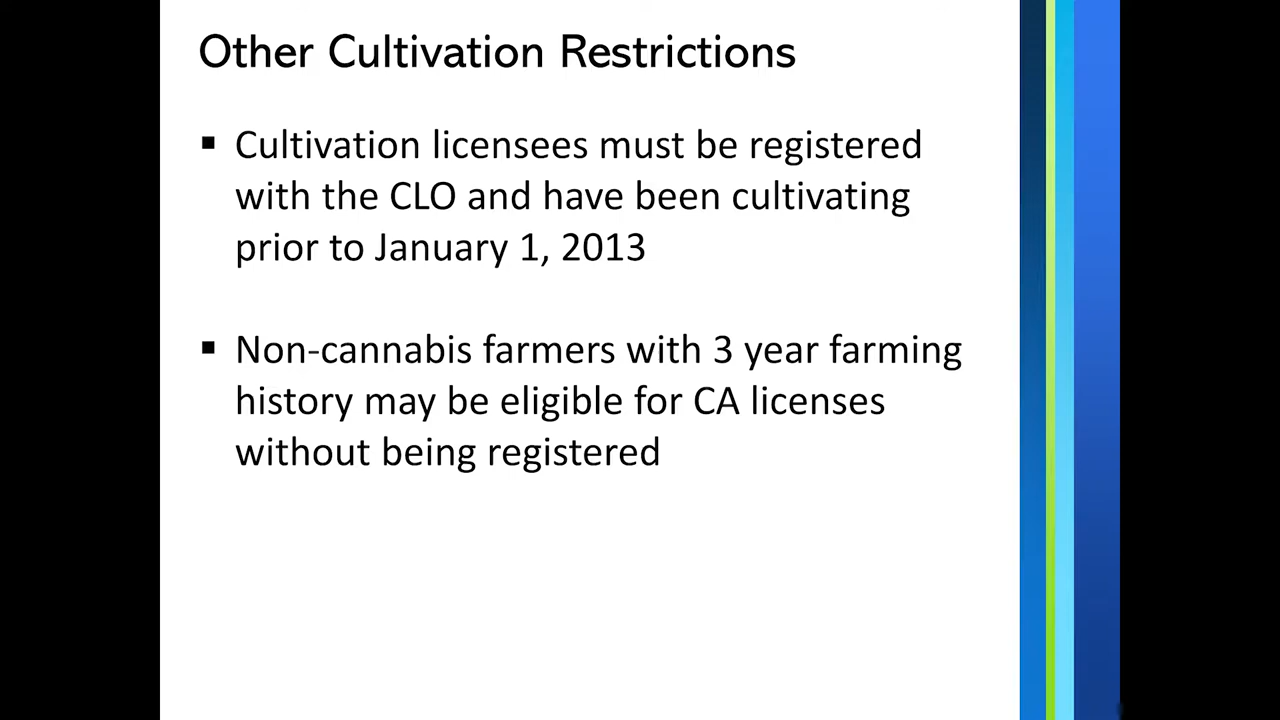 Other Cultivation Restrictions
▪ Cultivation licensees must be registered
with the CLO and have been cultivating
prior to January 1, 2013
▪ Non-cannabis farmers with 3 year farming
history may be eligible for CA licenses
without being registered